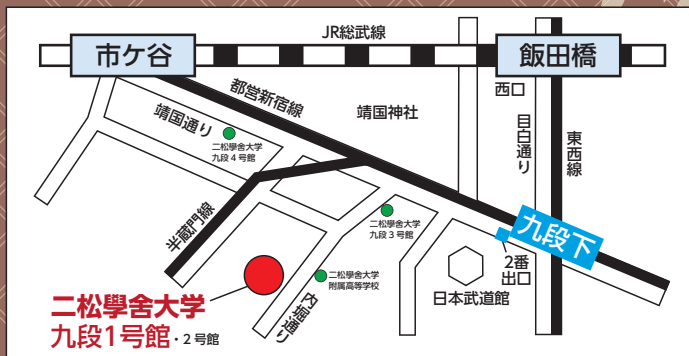 JR総武線
市ケ谷
飯田橋
西口
都営新宿線
靖国神社
靖国通り
目白通り
東西線
二松學舍大学
九段4号館
半蔵門線
二松學舍大学
九段3号館
九段下
2番
出口
二松學舍大学
附属高等学校
日本武道館
内堀通り
二松學舍大学
九段1号館・2号館